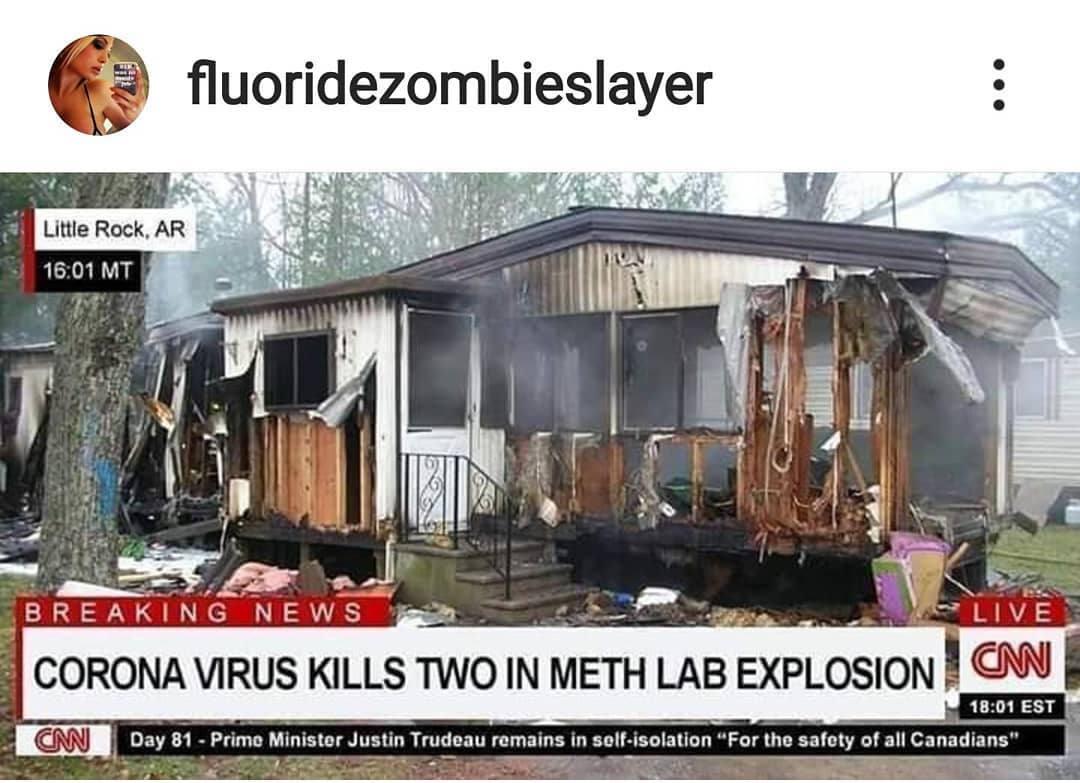 fluoridezombieslayer
Little Rock, AR
16:01 MT
BREAKING NEWS
LIVE
CORONA VIRUS KILLS TWO IN METH LAB EXPLOSION
CNN
18:01 EST
CNN
Day 81 - Prime Minister Justin Trudeau remains in self-isolation "For the safety of all Canadians"